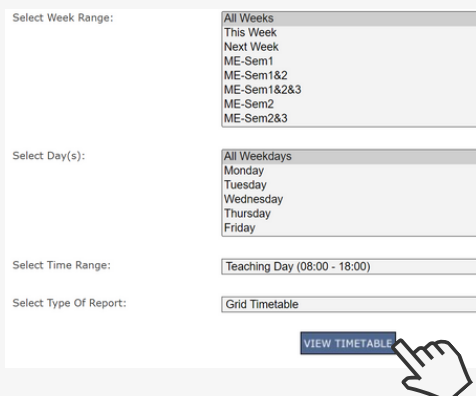 Select Week Range:
All Weeks
This Week
Next Week
ME-Sem1
ME-Sem1&2
ME-Sem1&2&3
ME-Sem2
ME-Sem2&3
Select Day(s):
All Weekdays
Monday
Tuesday
Wednesday
Thursday
Friday
Select Time Range:
Teaching Day (08:00 - 18:00)
Select Type Of Report:
Grid Timetable
VIEW TIMETABLE